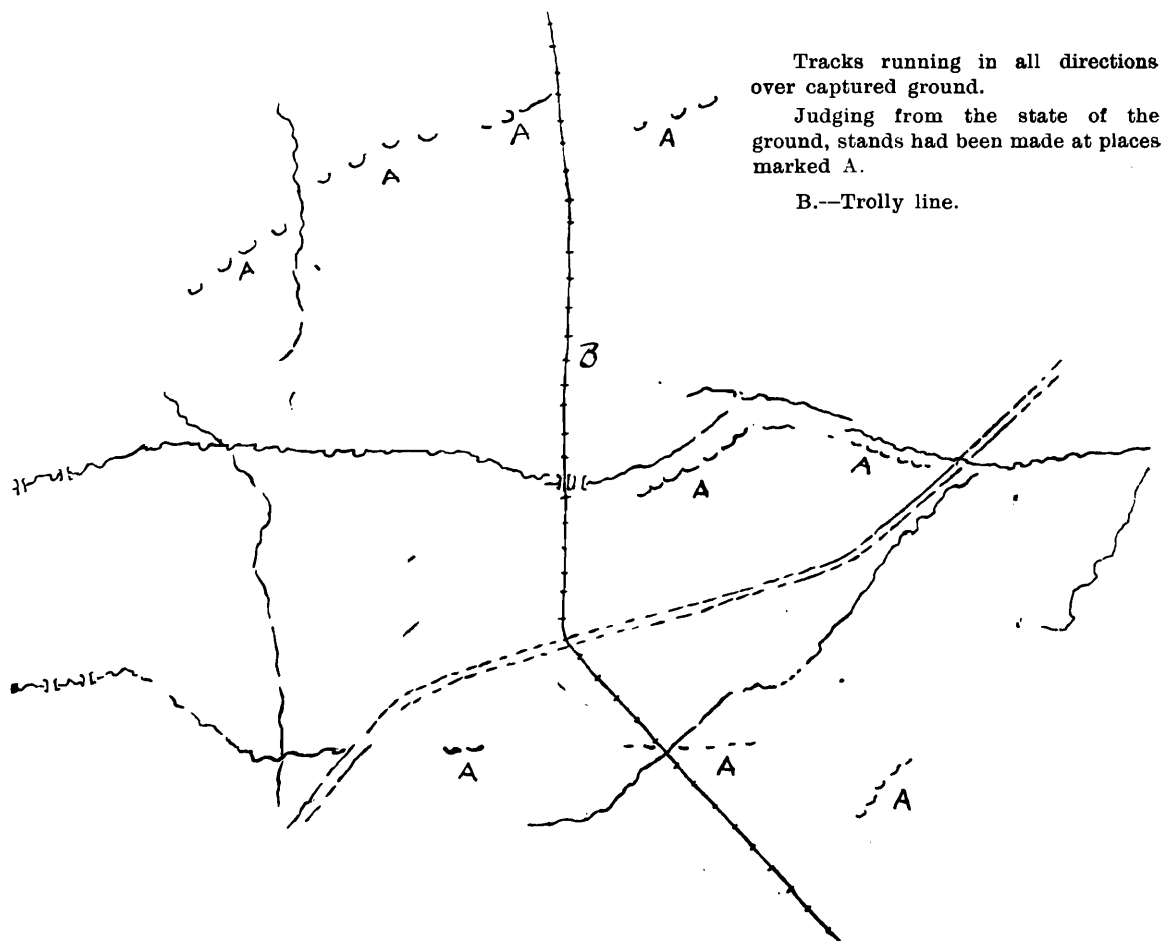 Tracks running in all directions
over captured ground.
Judging from the state of the
ground, stands had been made at places
marked A.
B.--Trolly line.
A
A
A
A
B
A
A
A
A
A